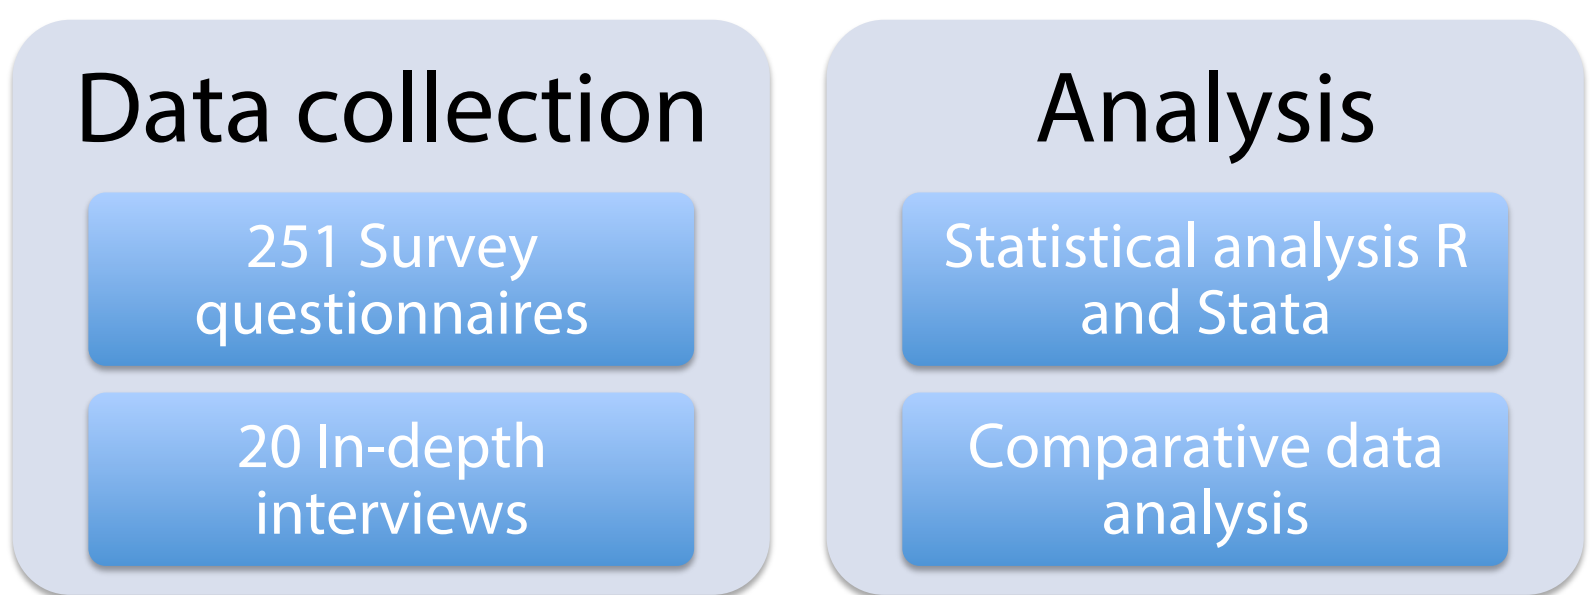 Data collection
251 Survey
questionnaires
20 In-depth
interviews
Analysis
Statistical analysis R
and Stata
Comparative data
analysis